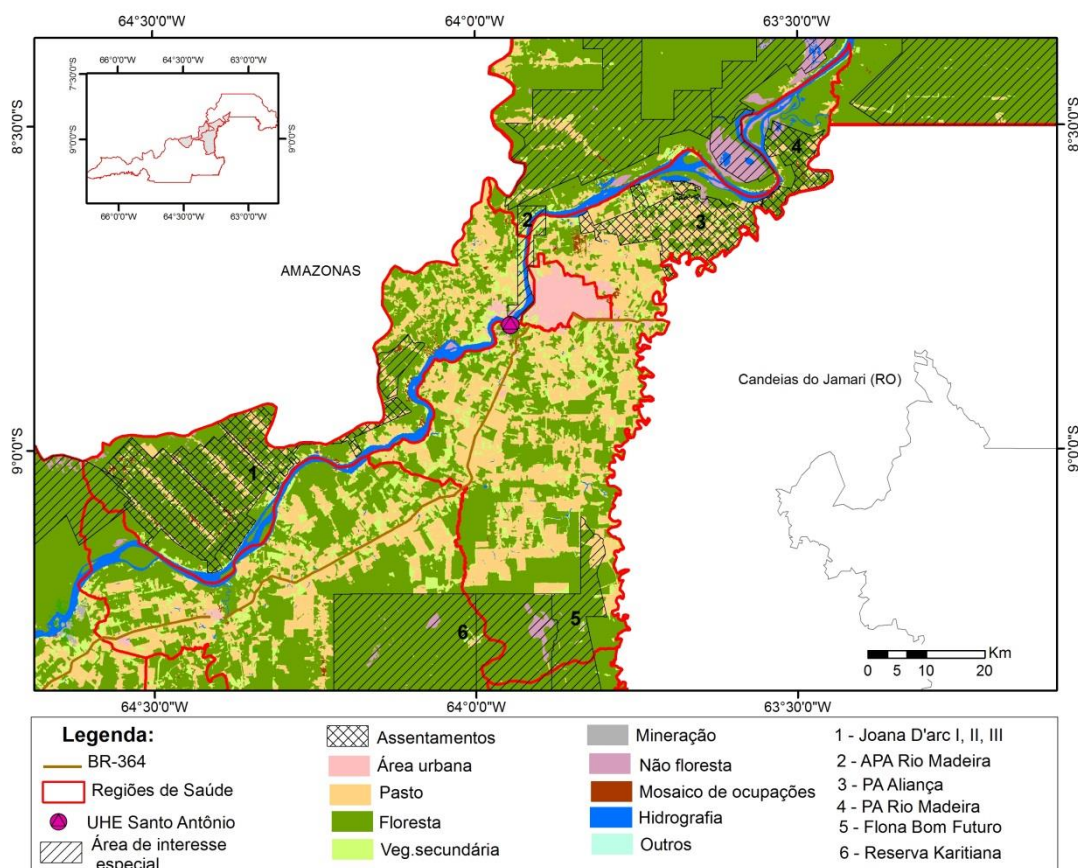 64°30'0"W
64°0'0"W
63°30'0"W
66°0'0"W
64°30'0"W
63°0'0"W
7°30'0"S
9°0'0"S
9°0'0"S
66°0'0"W
64°30'0"W
63°0'0"W
8°30'0"S
8°30'0"S
AMAZONAS
4
3
2
Candeias do Jamari (RO)
9°0'0"S
9°0'0"S
1
6
5
Km
0 5 10 20
64°30'0"W
64°0'0"W
63°30'0"W
Legenda:
BR-364
Regiões de Saúde
UHE Santo Antônio
Área de interesse
especial
Assentamentos
Área urbana
Pasto
Floresta
Veg.secundária
Mineração
Não floresta
Mosaico de ocupações
Hidrografia
Outros
1 - Joana D'arc I, II, III
2 - APA Rio Madeira
3 - PA Aliança
4 - PA Rio Madeira
5 - Flona Bom Futuro
6 - Reserva Karitiana